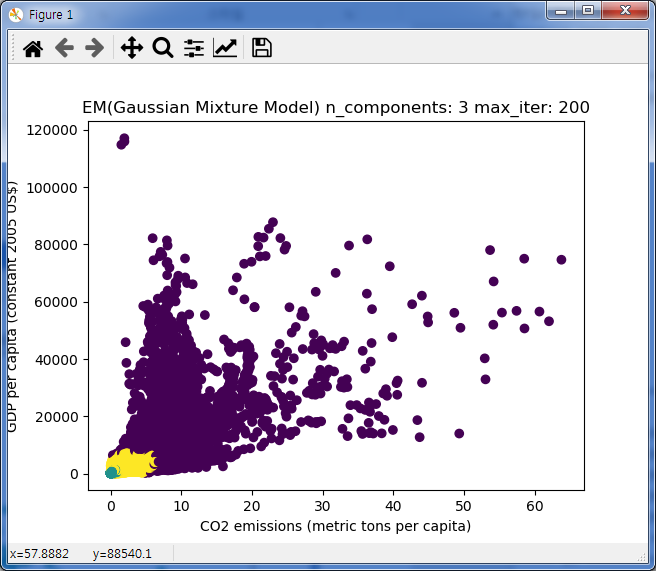 Figure 1
EM(Gaussian Mixture Model) n_components: 3 max_iter: 200
120000
100000
80000
60000
40000
20000
0
GDP per capita (constant 2005 US$)
0 10 20 30 40 50 60
CO2 emissions (metric tons per capita)
x=57.8882 y=88540.1